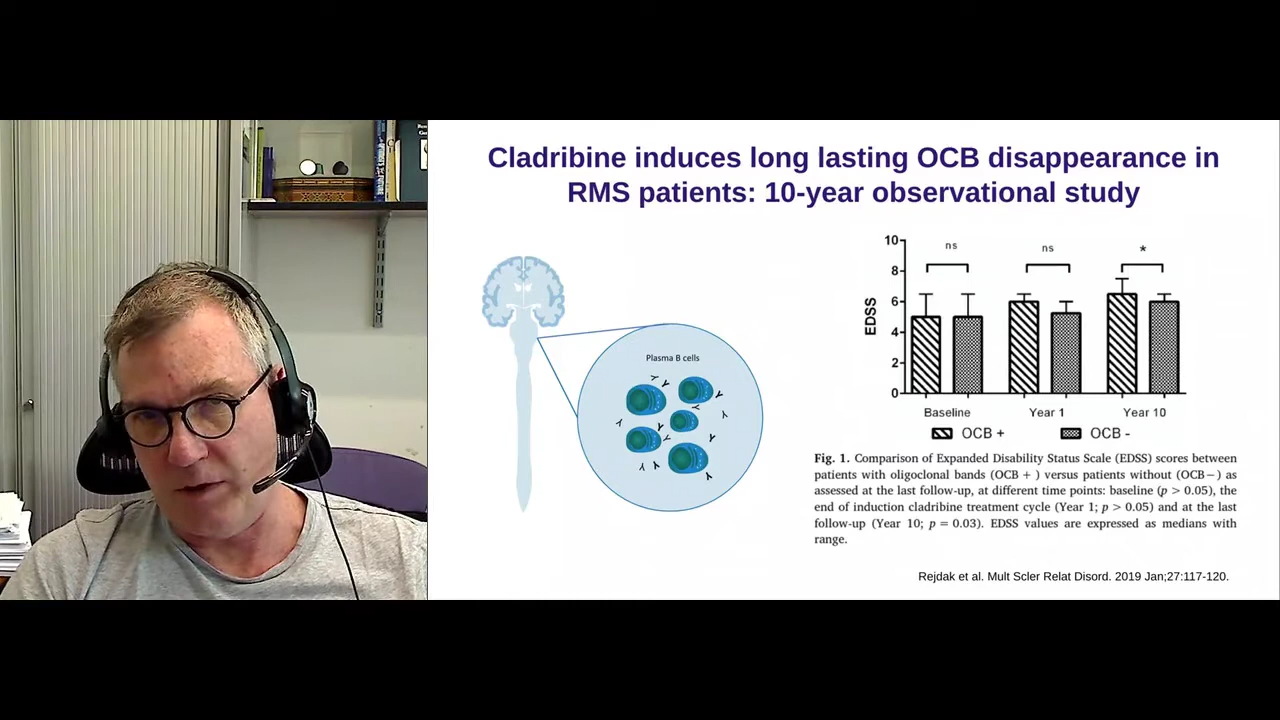 Cladribine induces long lasting OCB disappearance in
RMS patients: 10-year observational study
Plasma B cells
10
8
6
4
2
0
EDSS
ns
ns
*
Baseline
Year 1
Year 10
OCB +
OCB -
Fig. 1. Comparison of Expanded Disability Status Scale (EDSS) scores between
patients with oligoclonal bands (OCB + ) versus patients without (OCB−) as
assessed at the last follow-up, at different time points: baseline (p > 0.05), the
end of induction cladribine treatment cycle (Year 1; p > 0.05) and at the last
follow-up (Year 10; p = 0.03). EDSS values are expressed as medians with
range.
Rejdak et al. Mult Scler Relat Disord. 2019 Jan;27:117-120.